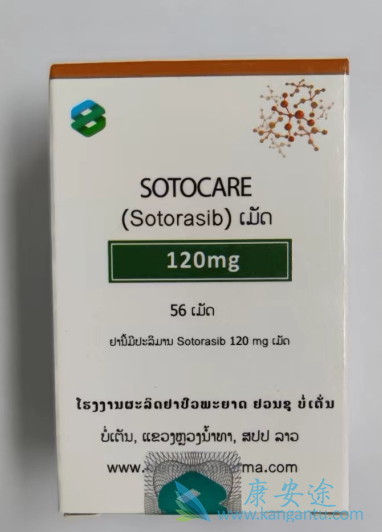 SOTOCARE
(Sotorasib) ເມັດ
120mg
56 ເມັດ
ຢານີ້ມີປະລິມານ Sotorasib 120 mg ເມັດ
ໂຮງງານຜະລິດຢາປົວພະຍາດ ຢວນຊຸ ບໍ່ເຕັ່ນ
ບໍ່ເຕັນ, ແຂວງຫຼວງນ້ຳທາ, ສປປ ລາວ
康安途
www.kangantu.com